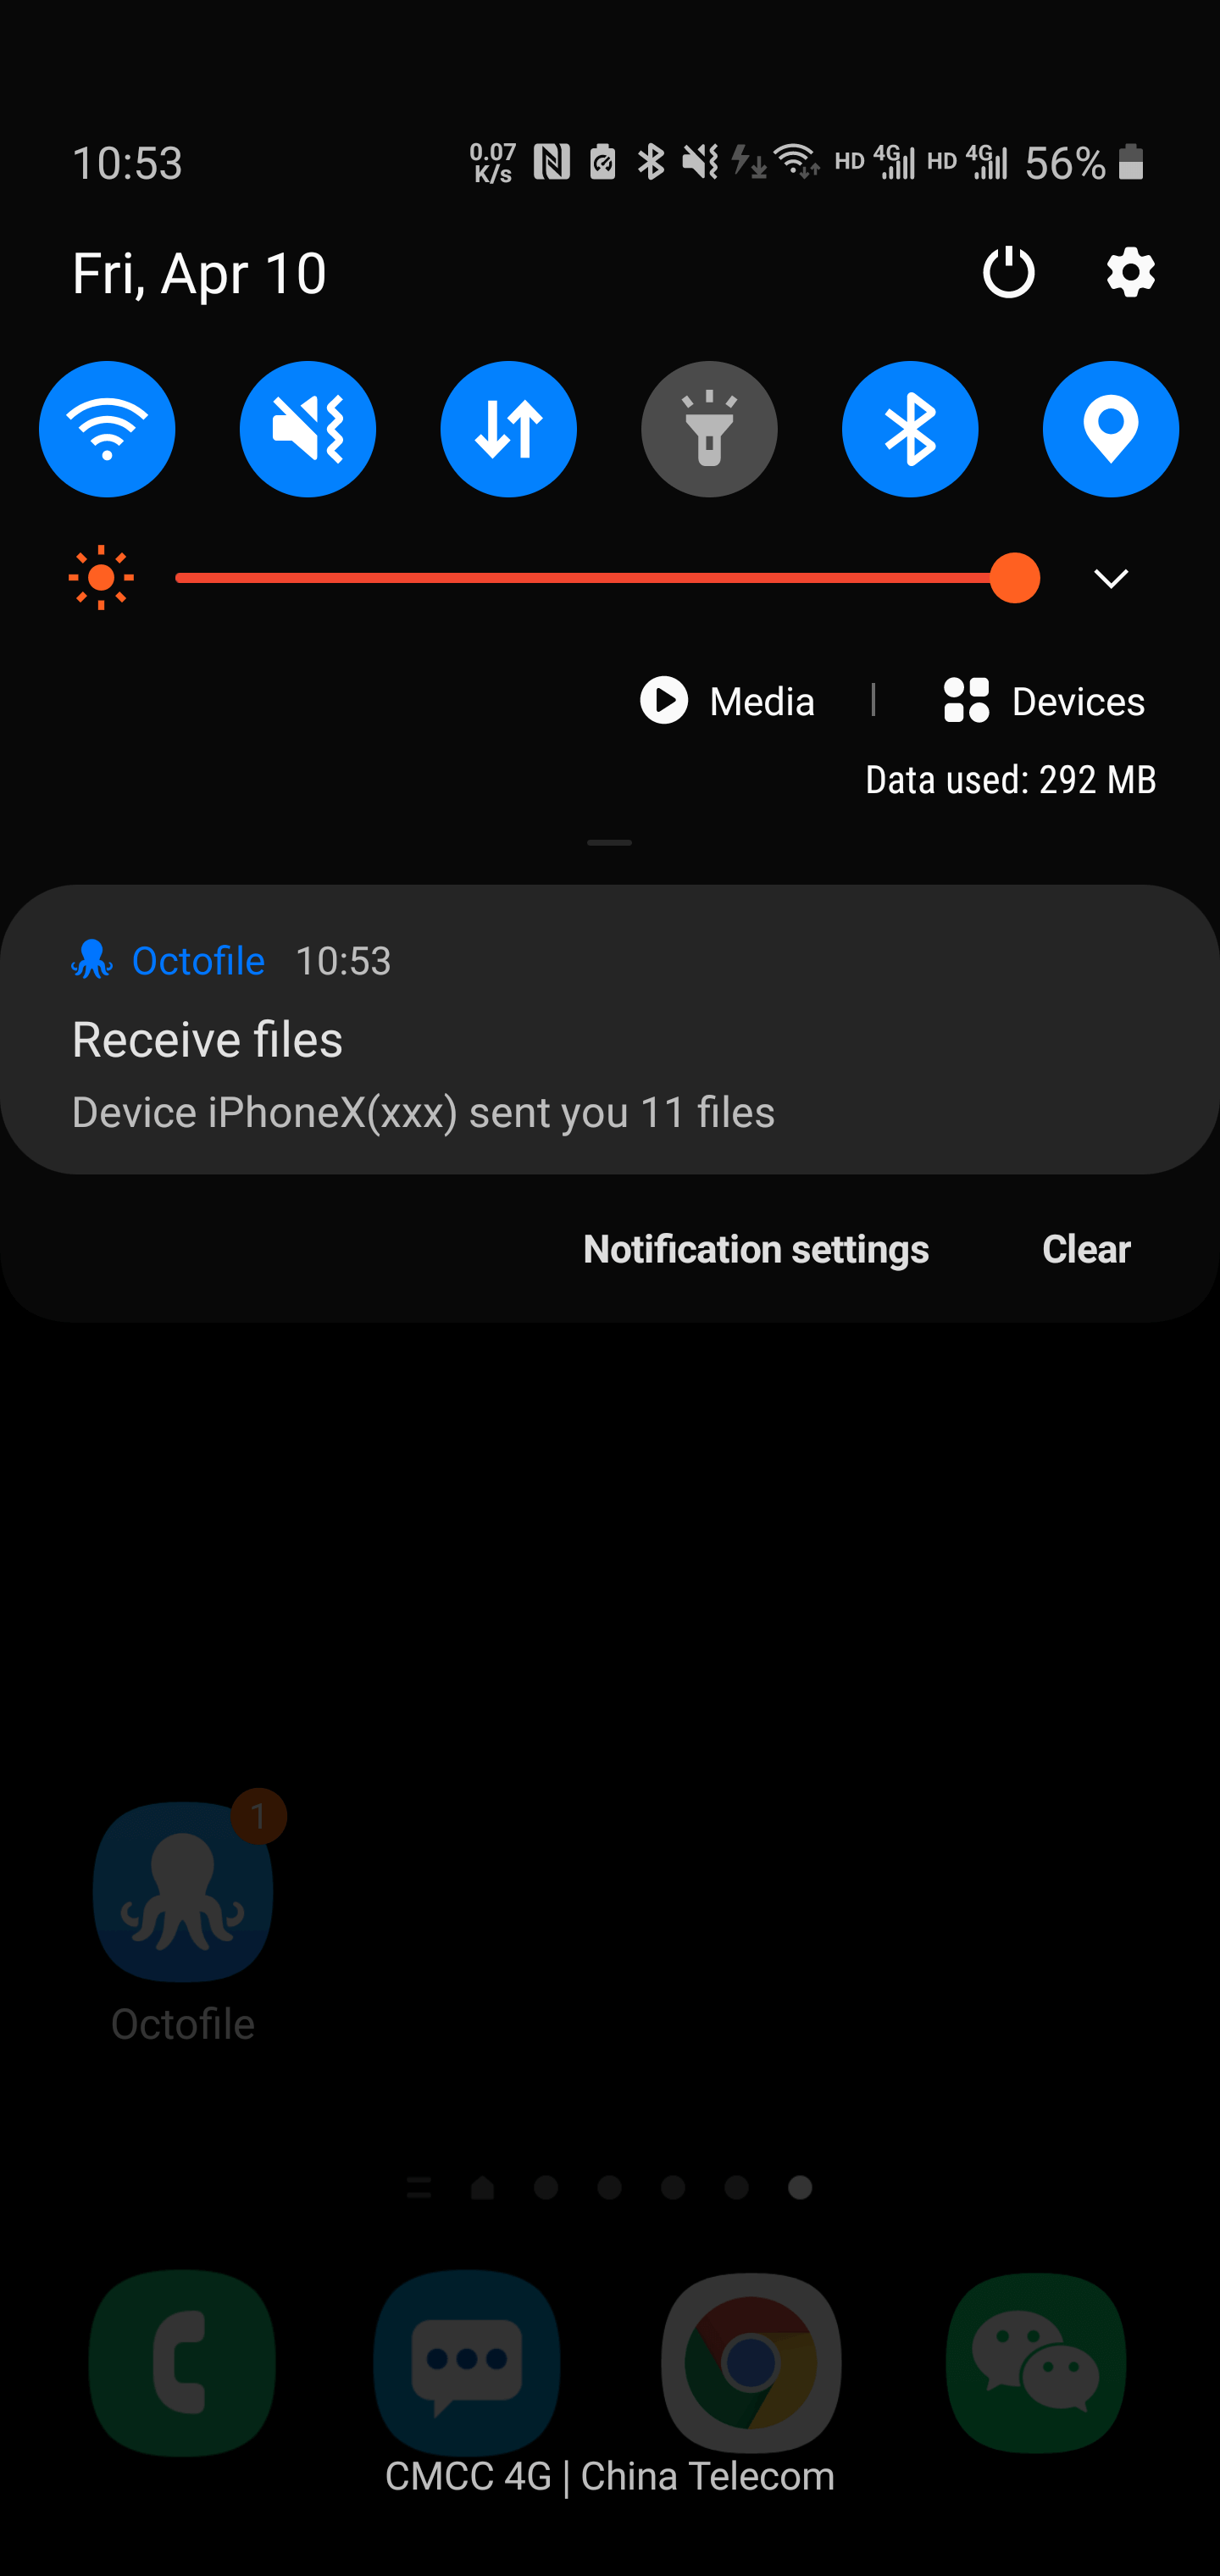 10:53 0.07 K/s HD 4G HD 4G 56%
Fri, Apr 10
Media | Devices
Data used: 292 MB
Octofile 10:53
Receive files
Device iPhoneX(xxx) sent you 11 files
Notification settings Clear
1
Octofile
CMCC 4G | China Telecom